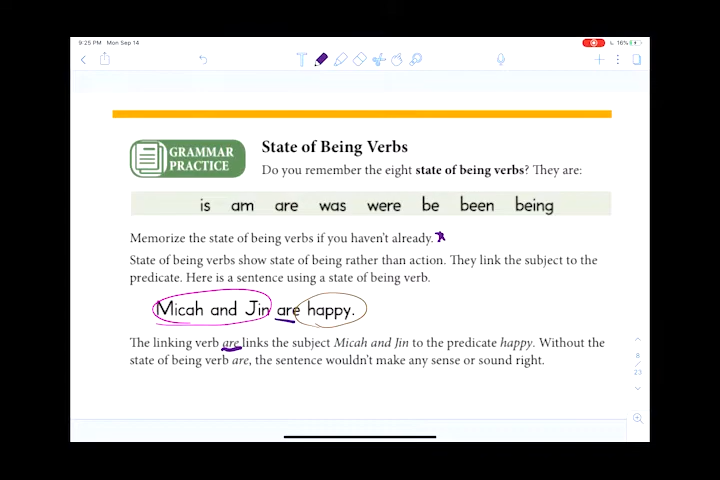 9:25 PM Mon Sep 14
16%
GRAMMAR
PRACTICE
State of Being Verbs
Do you remember the eight state of being verbs? They are:
is am are was were be been being
Memorize the state of being verbs if you haven't already.
State of being verbs show state of being rather than action. They link the subject to the
predicate. Here is a sentence using a state of being verb.
Micah and Jin are happy.
The linking verb are links the subject Micah and Jin to the predicate happy. Without the
state of being verb are, the sentence wouldn't make any sense or sound right.
8
/
23